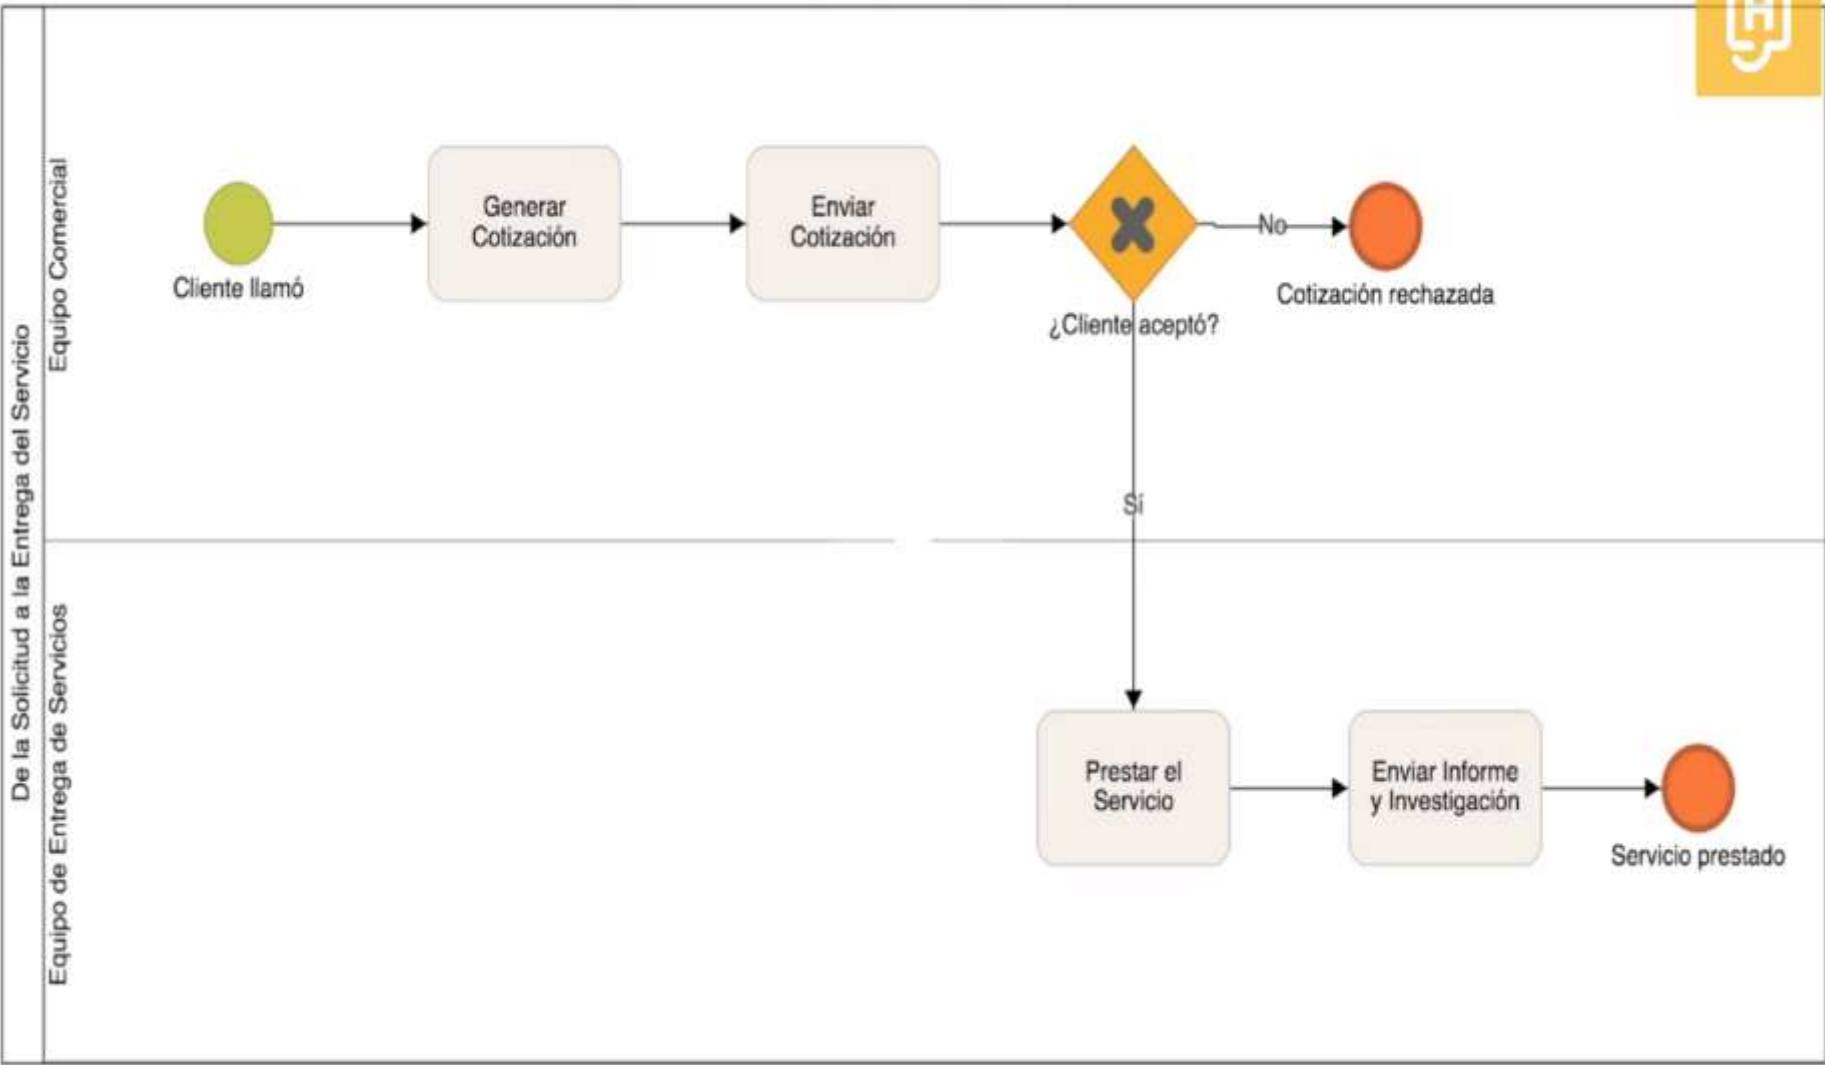 De la Solicitud a la Entrega del Servicio
Equipo Comercial
Cliente llamó
Generar
Cotización
Enviar
Cotización
¿Cliente aceptó?
No
Cotización rechazada
Sí
Equipo de Entrega de Servicios
Prestar el
Servicio
Enviar Informe
y Investigación
Servicio prestado